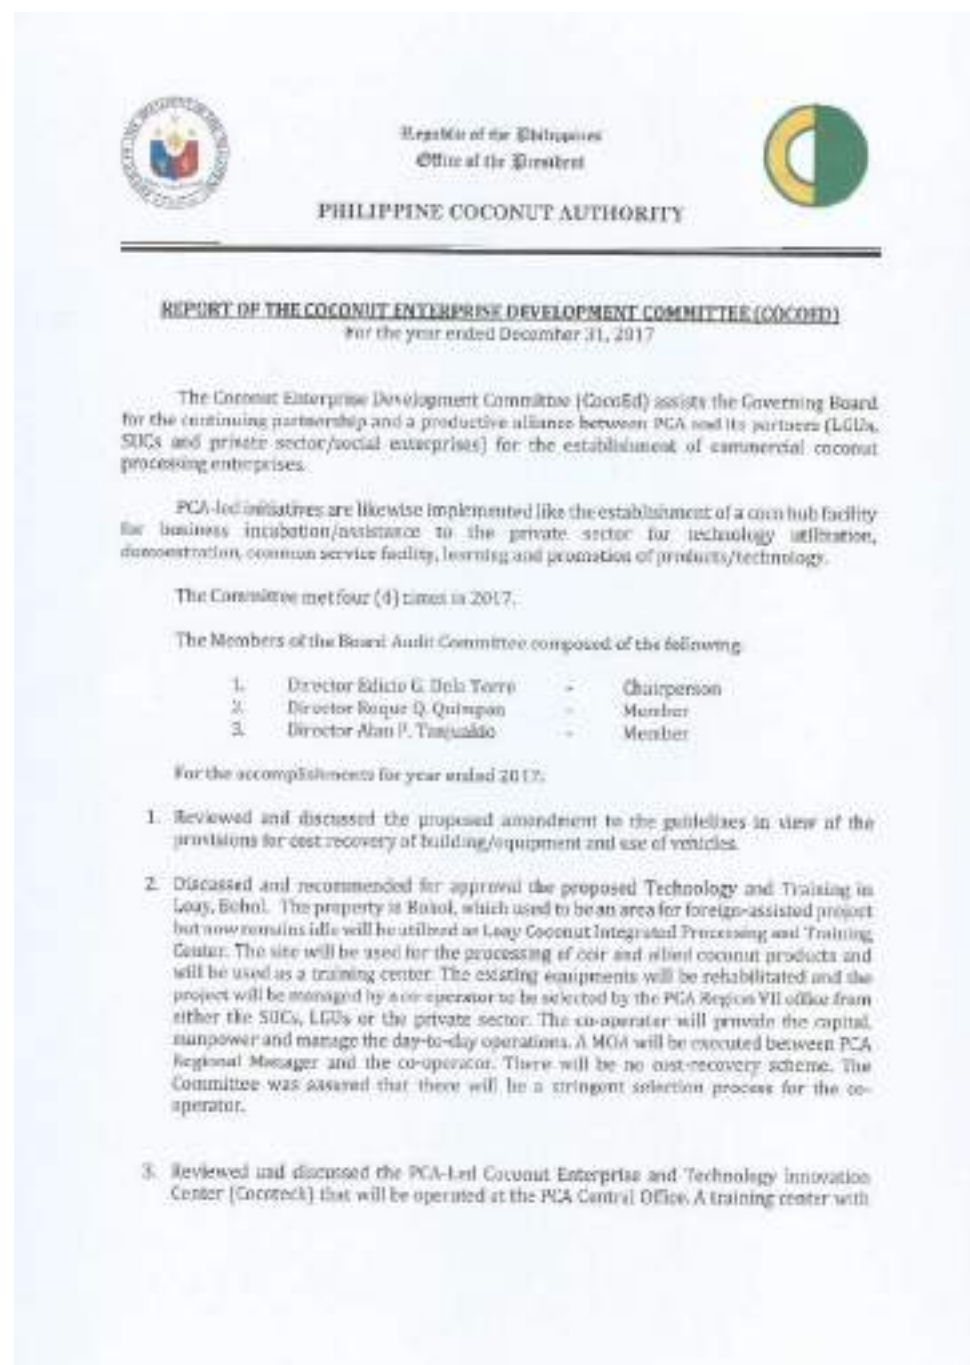 Republic of the Philippines
Office of the President
PHILIPPINE COCONUT AUTHORITY
REPORT OF THE COCONUT ENTERPRISE DEVELOPMENT COMMITTEE (COCOED)
For the year ended December 31, 2017
The Coconut Enterprise Development Committee (CocoEd) assists the Governing Board
for the continuing partnership and a productive alliance between PCA and its partners (LGUs,
SUCs and private sector/social enterprises) for the establishment of commercial coconut
processing enterprises.
PCA-led initiatives are likewise implemented like the establishment of a coco hub facility
for business incubation/assistance to the private sector for technology utilization,
demonstration, common service facility, learning and promotion of products/technology.
The Committee met four (4) times in 2017.
The Members of the Board Audit Committee composed of the following:
1. Director Edicio G. Dela Torre - Chairperson
2. Director Roque Q. Quimpan - Member
3. Director Alan P. Tanjuakio - Member
For the accomplishments for year ended 2017:
1. Reviewed and discussed the proposed amendment to the guidelines in view of the
provisions for cost recovery of building/equipment and use of vehicles.
2. Discussed and recommended for approval the proposed Technology and Training in
Loay, Bohol. The property in Bohol, which used to be an area for foreign-assisted project
but now remains idle will be utilized as Loay Coconut Integrated Processing and Training
Center. The site will be used for the processing of coir and allied coconut products and
will be used as a training center. The existing equipments will be rehabilitated and the
project will be managed by a co-operator to be selected by the PCA Region VII office from
either the SUCs, LGUs or the private sector. The co-operator will provide the capital,
manpower and manage the day-to-day operations. A MOA will be executed between PCA
Regional Manager and the co-operator. There will be no cost-recovery scheme. The
Committee was assured that there will be a stringent selection process for the co-
operator.
3. Reviewed and discussed the PCA-Led Coconut Enterprise and Technology Innovation
Center (Cocoteck) that will be operated at the PCA Central Office. A training center with